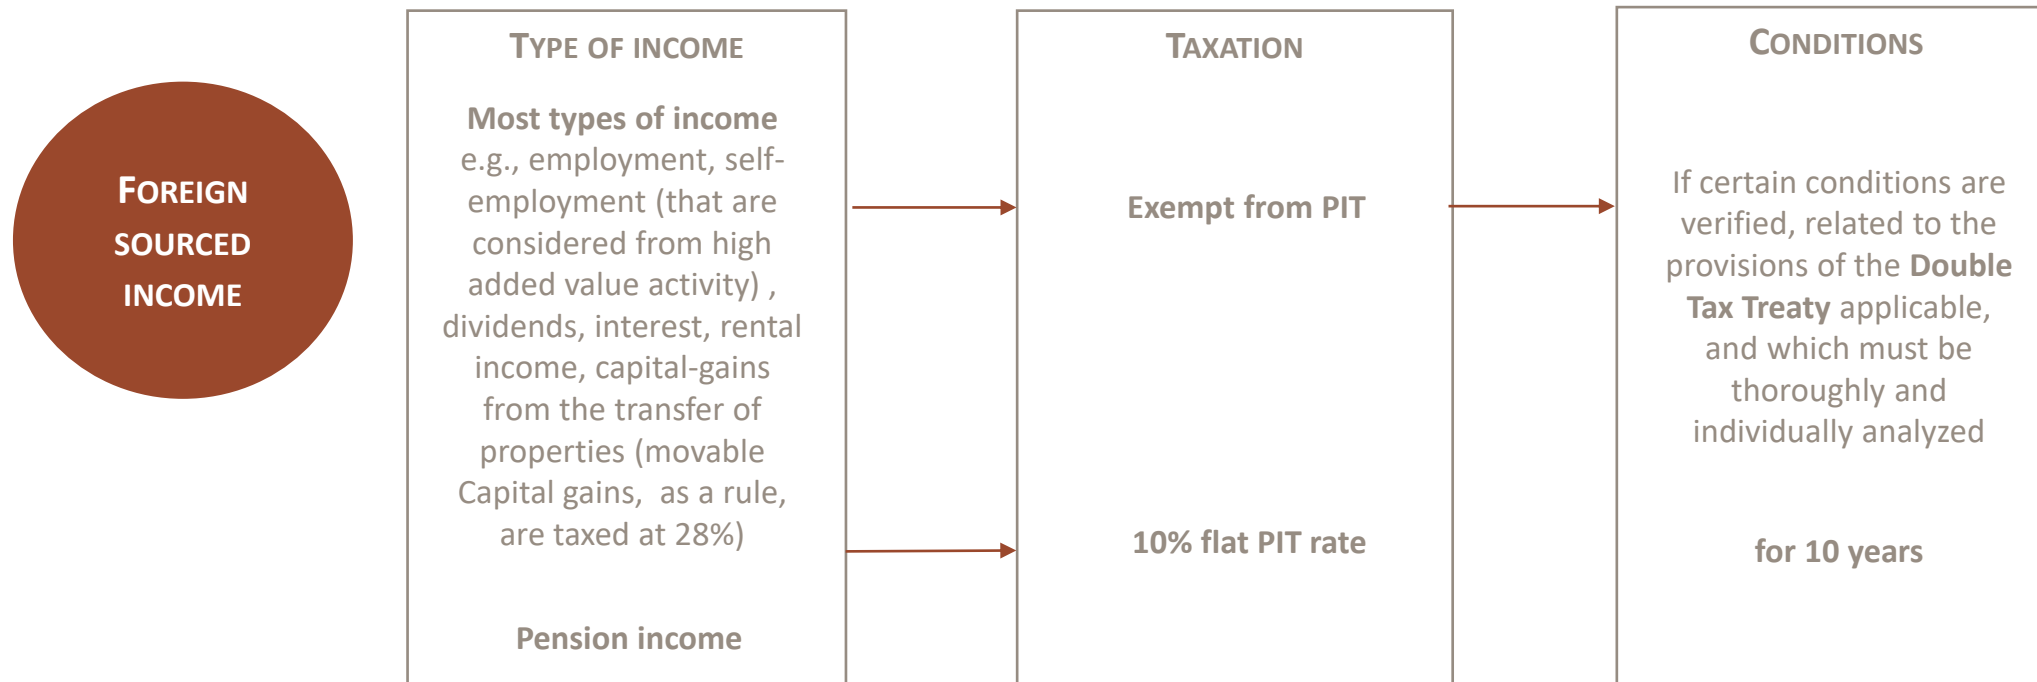 FOREIGN
SOURCED
INCOME
TYPE OF INCOME
Most types of income
e.g., employment, self-
employment (that are
considered from high
added value activity) ,
dividends, interest, rental
income, capital-gains
from the transfer of
properties (movable
Capital gains,  as a rule,
are taxed at 28%)
Pension income
TAXATION
Exempt from PIT
10% flat PIT rate
CONDITIONS
If certain conditions are
verified, related to the
provisions of the Double
Tax Treaty applicable,
and which must be
thoroughly and
individually analyzed
for 10 years